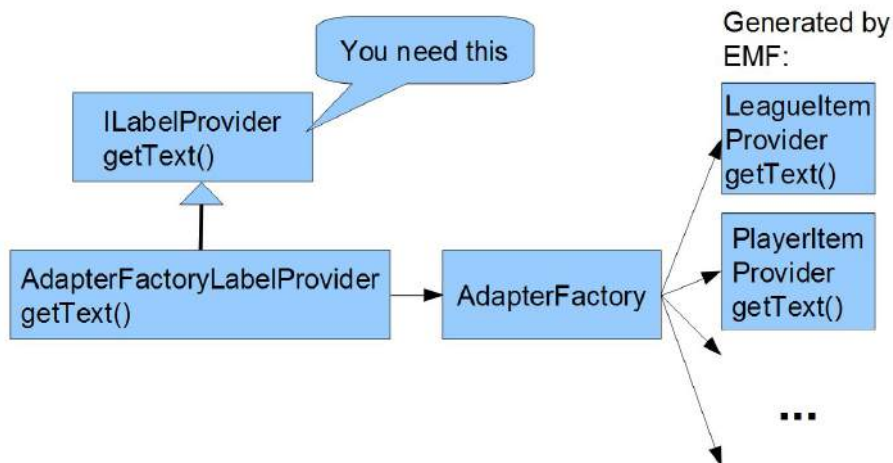 You need this
ILabelProvider
getText()
AdapterFactoryLabelProvider
getText()
AdapterFactory
Generated by
EMF:
LeagueItem
Provider
getText()
PlayerItem
Provider
getText()
...